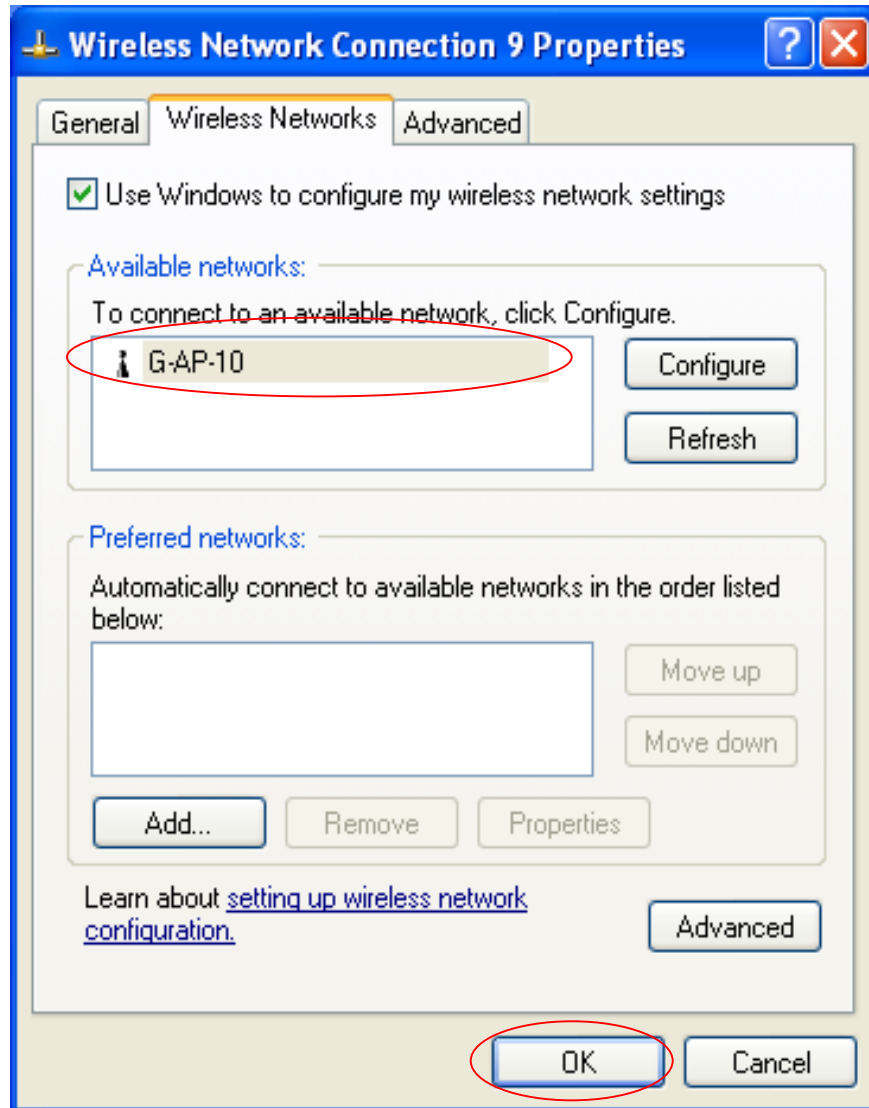 Wireless Network Connection 9 Properties
General Wireless Networks Advanced
Use Windows to configure my wireless network settings
Available networks:
To connect to an available network, click Configure.
G-AP-10
Configure
Refresh
Preferred networks:
Automatically connect to available networks in the order listed
below:
Move up
Move down
Add... Remove Properties
Learn about setting up wireless network
configuration.
Advanced
OK Cancel